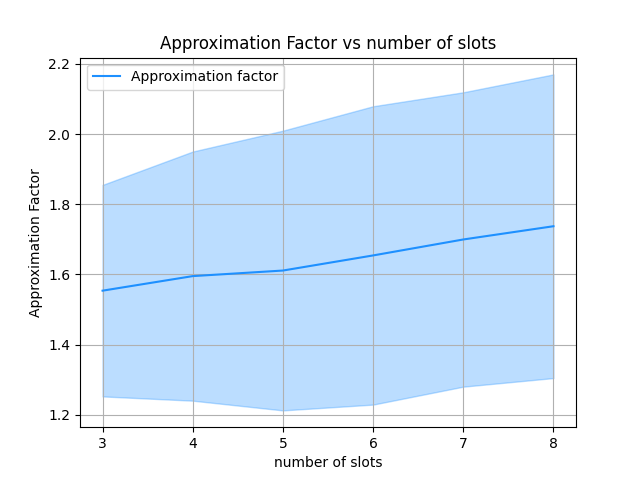 Approximation Factor vs number of slots
Approximation factor
Approximation Factor
2.2
2.0
1.8
1.6
1.4
1.2
3 4 5 6 7 8
number of slots